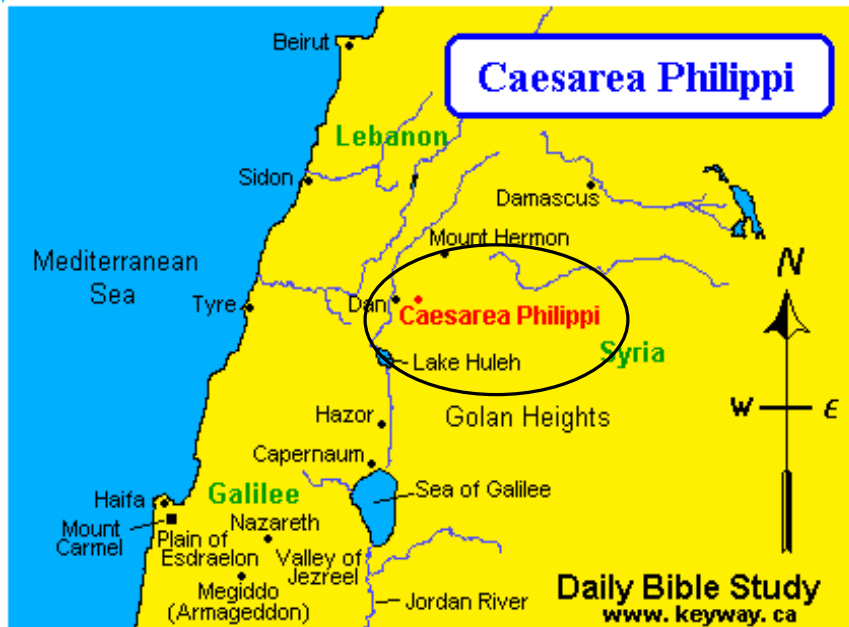 Beirut
Caesarea Philippi
Lebanon
Sidon
Damascus
Mount Hermon
Mediterranean
Sea
N
Dan
Tyre
Caesarea Philippi
Syria
Lake Huleh
W
E
Hazor
Golan Heights
Capernaum
Haifa
Galilee
Sea of Galilee
Mount
Carmel
Nazareth
Plain of
Esdraelon
Valley of
Jezreel
Megiddo
(Armageddon)
Jordan River
Daily Bible Study
www.keyway.ca